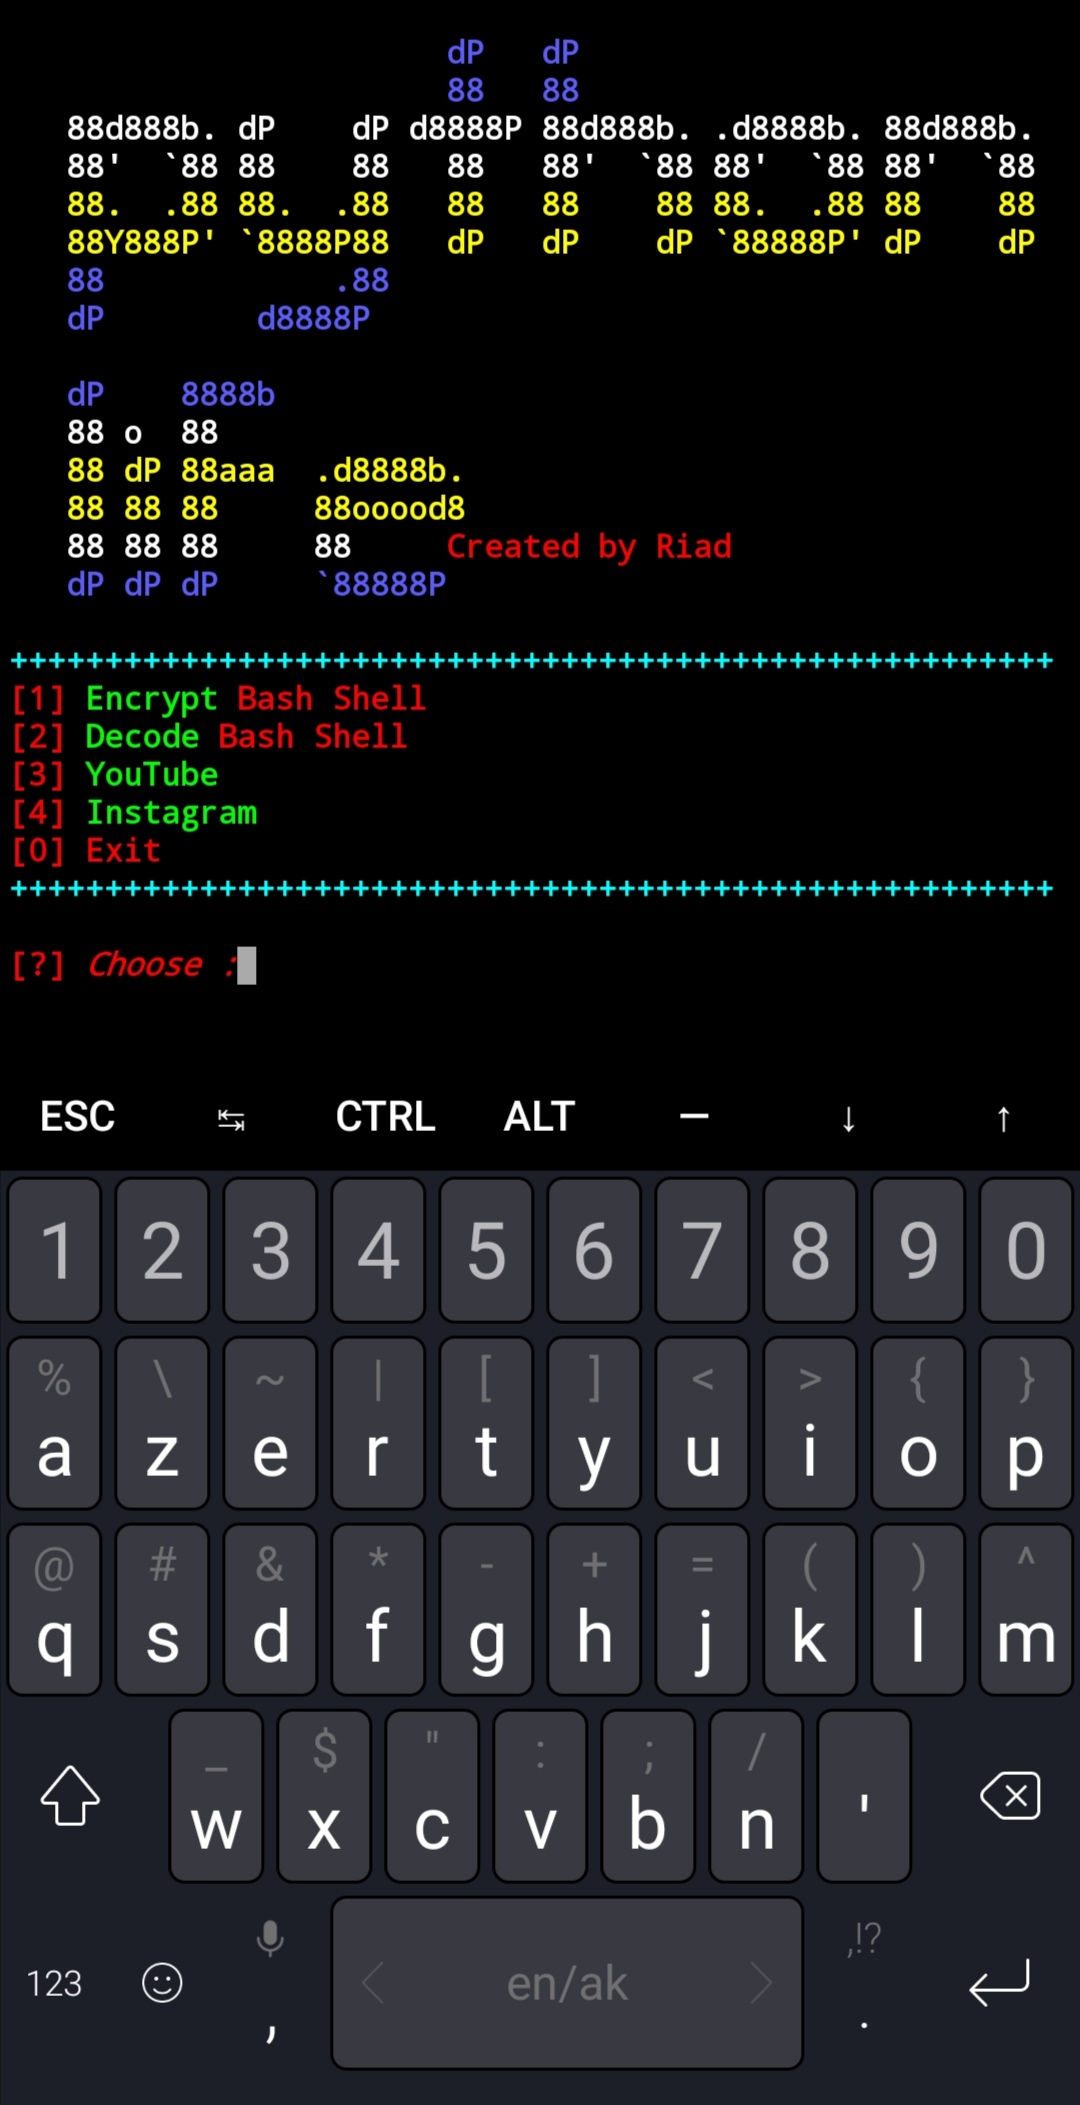 dP   dP
                       88   88
   88d888b. dP    dP d8888P 88d888b. .d8888b. 88d888b.
   88'  `88 88    88   88   88'  `88 88'  `88 88'  `88
   88.  .88 88.  .88   88   88    88 88.  .88 88    88
   88Y888P' `8888P88   dP   dP    dP `88888P' dP    dP
   88            .88
   dP        d8888P
   dP    8888b
   88 o  88
   88 dP 88aaa  .d8888b.
   88 88 88     88ooood8
   88 88 88     88     Created by Riad
   dP dP dP     `88888P
+++++++++++++++++++++++++++++++++++++++++++++++++++++++
[1] Encrypt Bash Shell
[2] Decode Bash Shell
[3] YouTube
[4] Instagram
[0] Exit
+++++++++++++++++++++++++++++++++++++++++++++++++++++++
[?] Choose :
ESC ↹ CTRL ALT — ↓ ↑
1 2 3 4 5 6 7 8 9 0
% \ ~ | [ ] < > { }
a z e r t y u i o p
@ # & * - + = ( ) ^
q s d f g h j k l m
_ $ " : ; /
w x c v b n '
,!?
123 , en/ak .